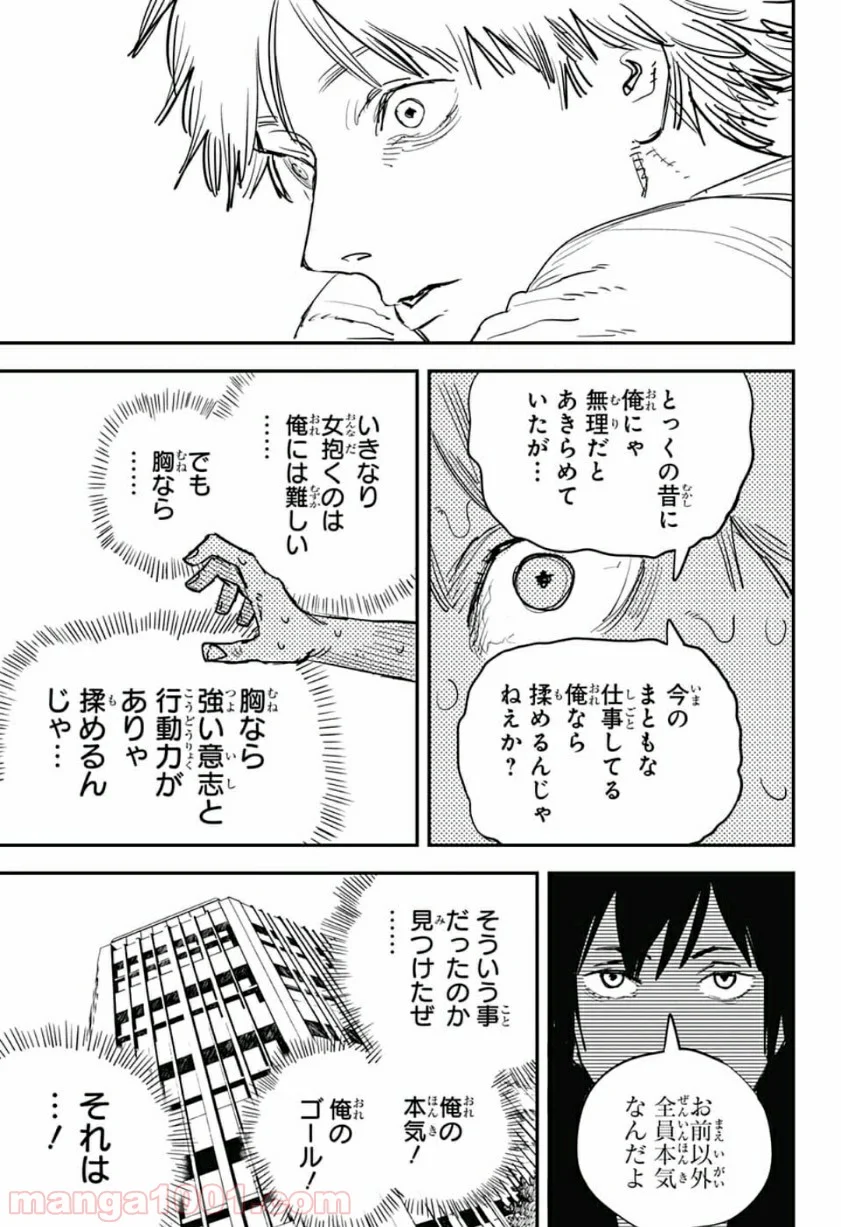 とっくの昔に
俺にゃ
無理だと
あきらめて
いたが…
今の
まともな
仕事してる
俺なら
揉めるんじゃ
ねえか?
いきなり
女抱くのは
俺には難しい
……
でも
胸なら
……
胸なら
強い意志と
行動力が
ありゃ
揉めるん
じゃ…
お前以外
全員本気
なんだよ
そういう事
だったのか
見つけたぜ
……
俺の
本気!
俺の
ゴール!
それは
…!
manga1001.com